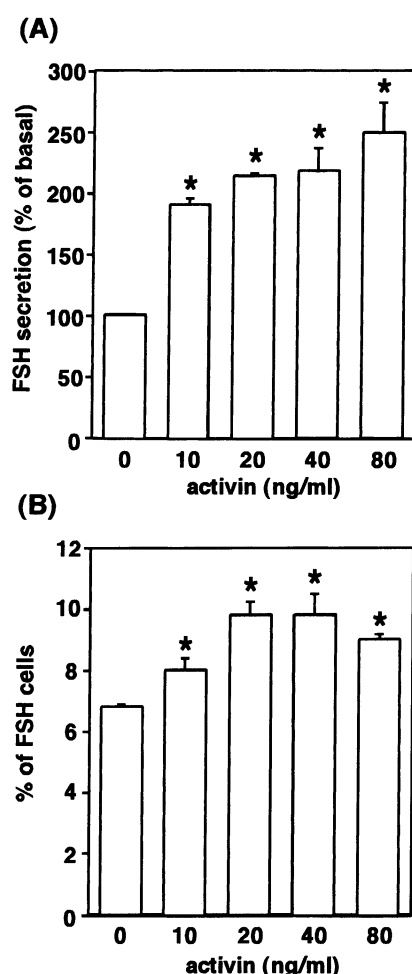 (A)
FSH secretion (% of basal)
300
250
200
150
100
50
0
* * * *
0 10 20 40 80
activin (ng/ml)
(B)
% of FSH cells
12
10
8
6
4
2
0
* * * *
0 10 20 40 80
activin (ng/ml)